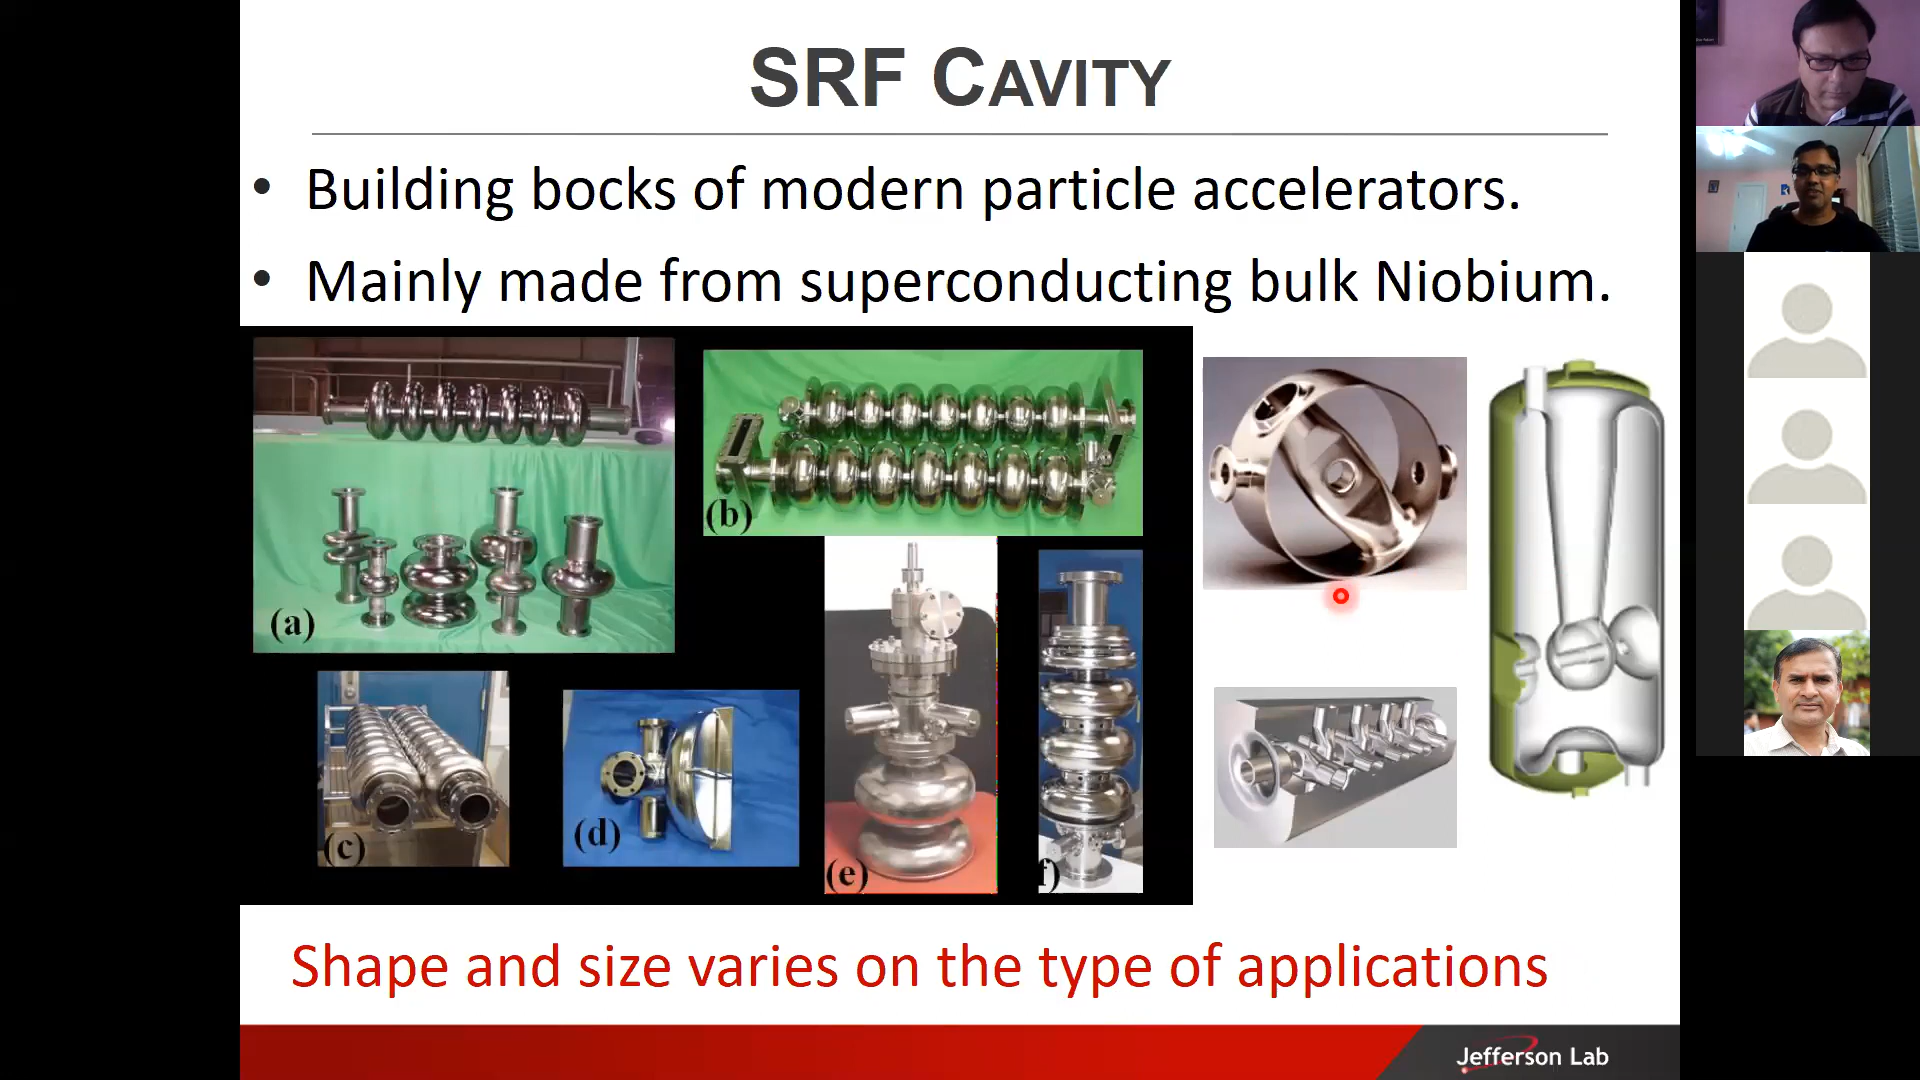 SRF CAVITY
• Building bocks of modern particle accelerators.
• Mainly made from superconducting bulk Niobium.
(a)
(b)
(c)
(d)
(e)
f)
Shape and size varies on the type of applications
Jefferson Lab